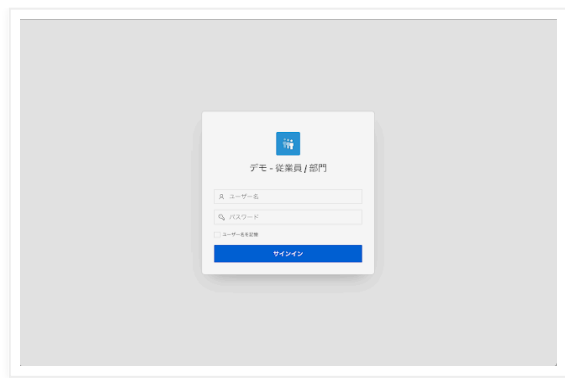 デモ - 従業員 / 部門
ユーザー名
パスワード
ユーザー名を記憶
サインイン